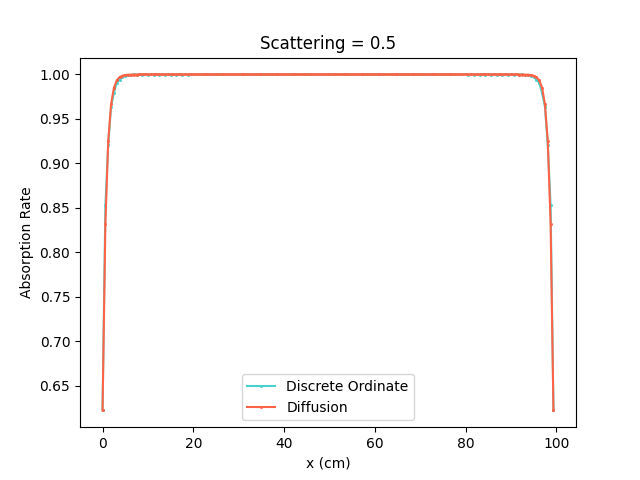 Scattering = 0.5
Absorption Rate
1.00
0.95
0.90
0.85
0.80
0.75
0.70
0.65
Discrete Ordinate
Diffusion
0 20 40 60 80 100
x (cm)